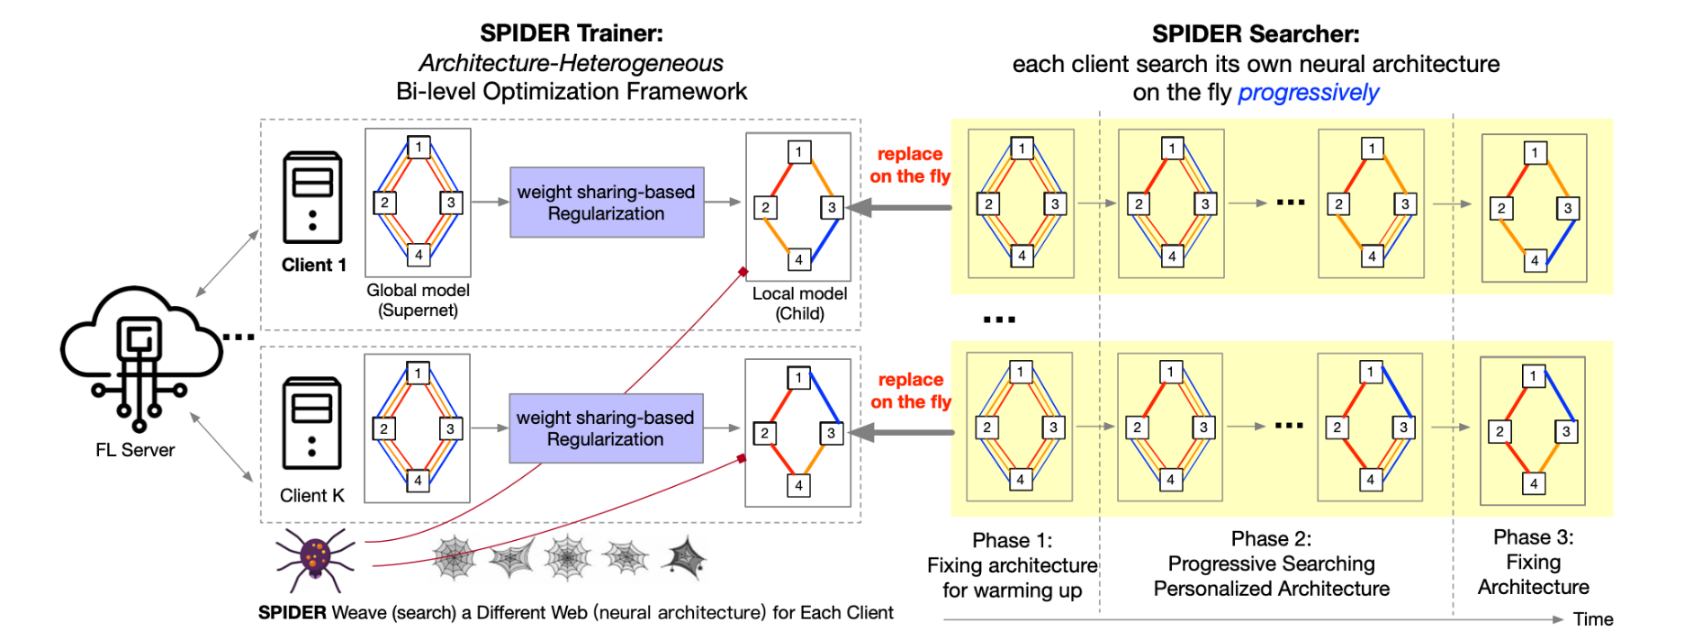 SPIDER Trainer:
Architecture-Heterogeneous
Bi-level Optimization Framework
SPIDER Searcher:
each client search its own neural architecture
on the fly progressively
Client 1
1
2
3
4
Global model
(Supernet)
weight sharing-based
Regularization
1
2
3
4
Local model
(Child)
replace
on the fly
1
2
3
4
1
2
3
4
...
1
2
3
4
1
2
3
4
...
FL Server
...
Client K
1
2
3
4
weight sharing-based
Regularization
1
2
3
4
replace
on the fly
1
2
3
4
1
2
3
4
...
1
2
3
4
1
2
3
4
SPIDER Weave (search) a Different Web (neural architecture) for Each Client
Phase 1:
Fixing architecture
for warming up
Phase 2:
Progressive Searching
Personalized Architecture
Phase 3:
Fixing
Architecture
Time